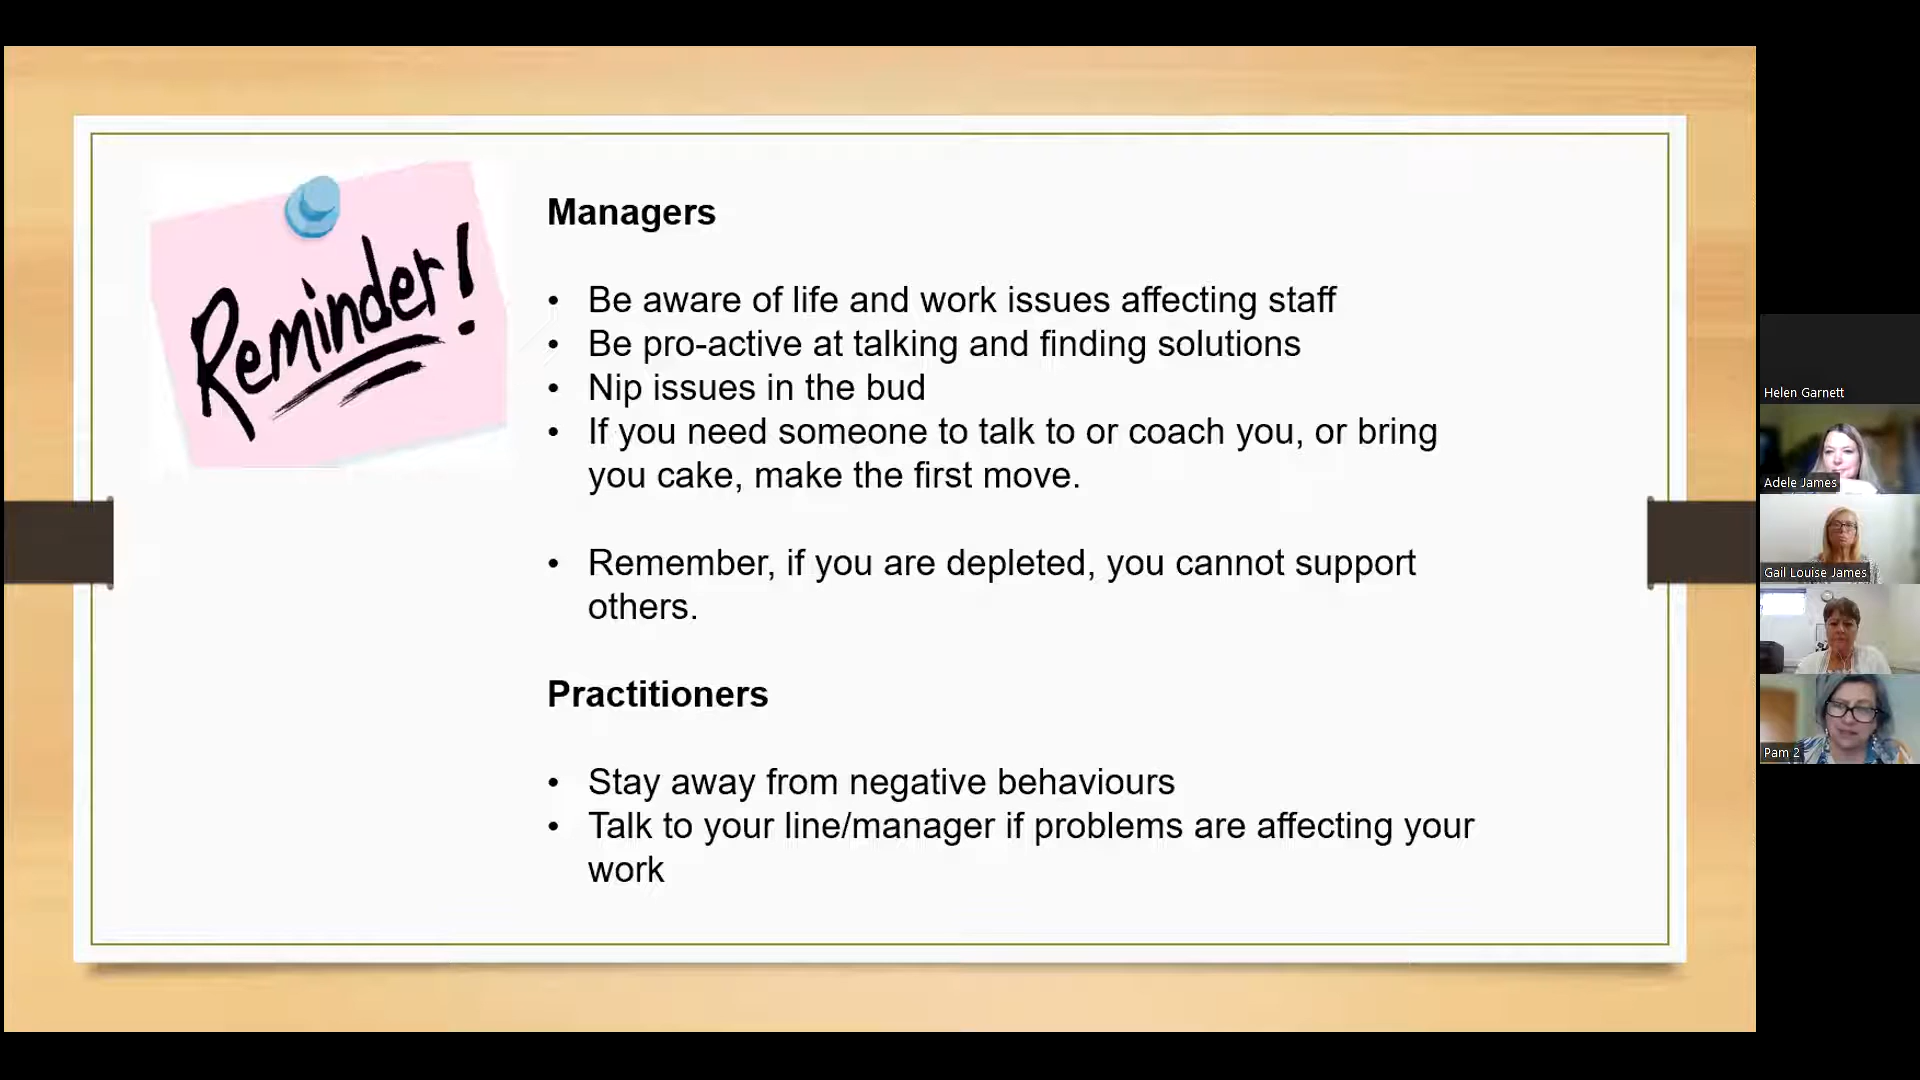 Reminder!
Managers
• Be aware of life and work issues affecting staff
• Be pro-active at talking and finding solutions
• Nip issues in the bud
• If you need someone to talk to or coach you, or bring
you cake, make the first move.
• Remember, if you are depleted, you cannot support
others.
Practitioners
• Stay away from negative behaviours
• Talk to your line/manager if problems are affecting your
work
Helen Garnett
Adele James
Gail Louise James
Pam 2